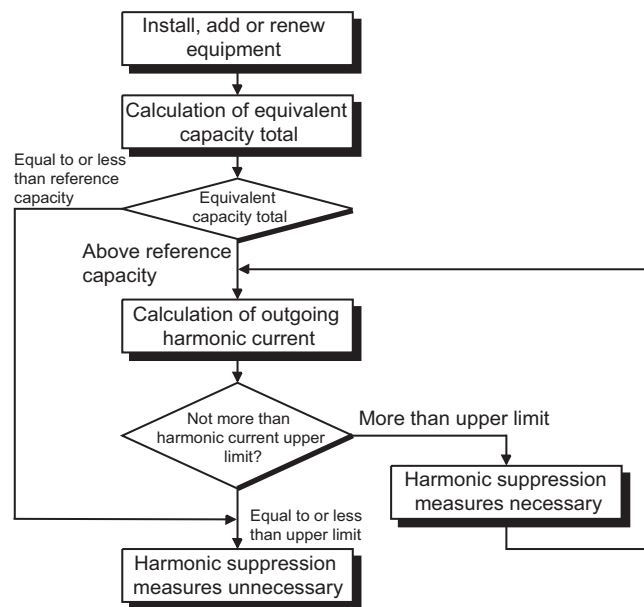 Install, add or renew
equipment
Calculation of equivalent
capacity total
Equal to or less
than reference
capacity
Equivalent
capacity total
Above reference
capacity
Calculation of outgoing
harmonic current
Not more than
harmonic current upper
limit?
More than upper limit
Harmonic suppression
measures necessary
Equal to or less
than upper limit
Harmonic suppression
measures unnecessary